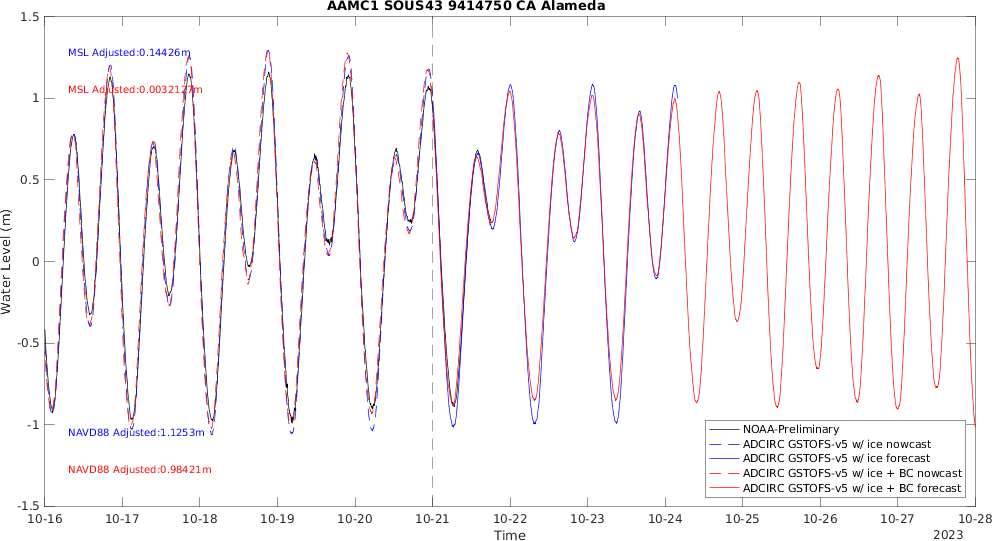 AAMC1 SOUS43 9414750 CA Alameda
1.5
1
0.5
0
-0.5
-1
-1.5
Water Level (m)
MSL Adjusted:0.14426m
MSL Adjusted:0.0032127m
NAVD88 Adjusted:1.1253m
NAVD88 Adjusted:0.98421m
NOAA-Preliminary
ADCIRC GSTOFS-v5 w/ ice nowcast
ADCIRC GSTOFS-v5 w/ ice forecast
ADCIRC GSTOFS-v5 w/ ice + BC nowcast
ADCIRC GSTOFS-v5 w/ ice + BC forecast
10-16 10-17 10-18 10-19 10-20 10-21 10-22 10-23 10-24 10-25 10-26 10-27 10-28
Time
2023